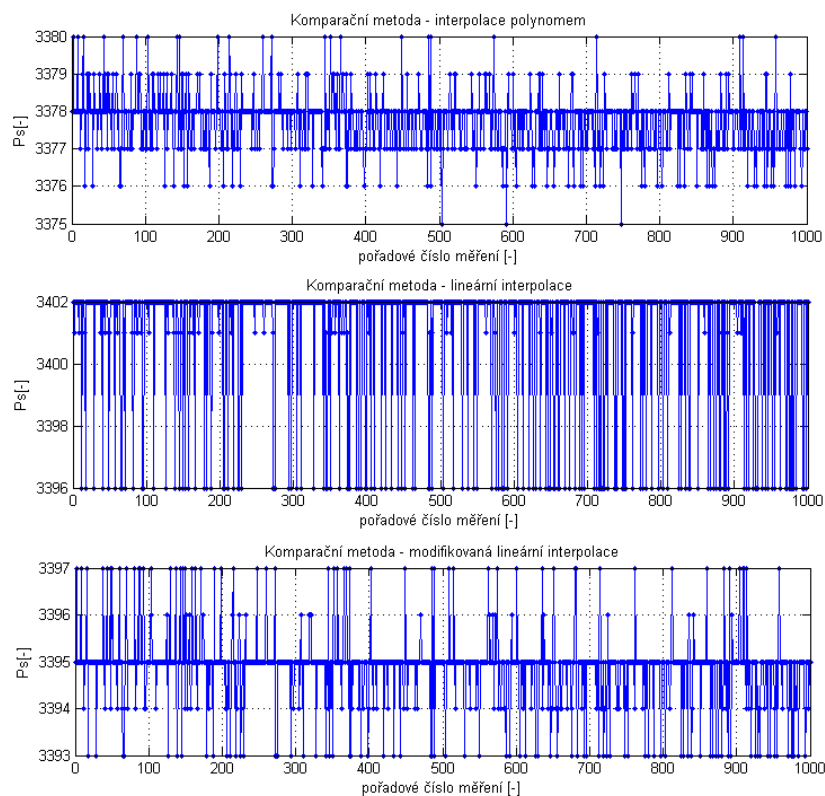 Komparační metoda - interpolace polynomem
3380
3379
3378
3377
3376
3375
Ps[-]
0 100 200 300 400 500 600 700 800 900 1000
pořadové číslo měření [-]
Komparační metoda - lineární interpolace
3402
3400
3398
3396
Ps[-]
0 100 200 300 400 500 600 700 800 900 1000
pořadové číslo měření [-]
Komparační metoda - modifikovaná lineární interpolace
3397
3396
3395
3394
3393
Ps[-]
0 100 200 300 400 500 600 700 800 900 1000
pořadové číslo měření [-]